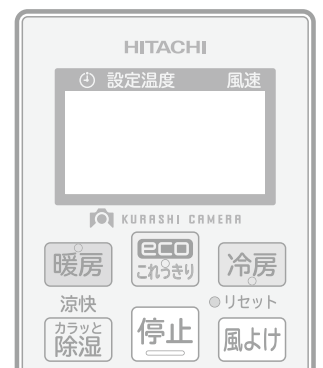 HITACHI
設定温度 風速
KURASHI CAMERA
暖房 eco これっきり 冷房
涼快 リセット
カラッと除湿 停止 風よけ